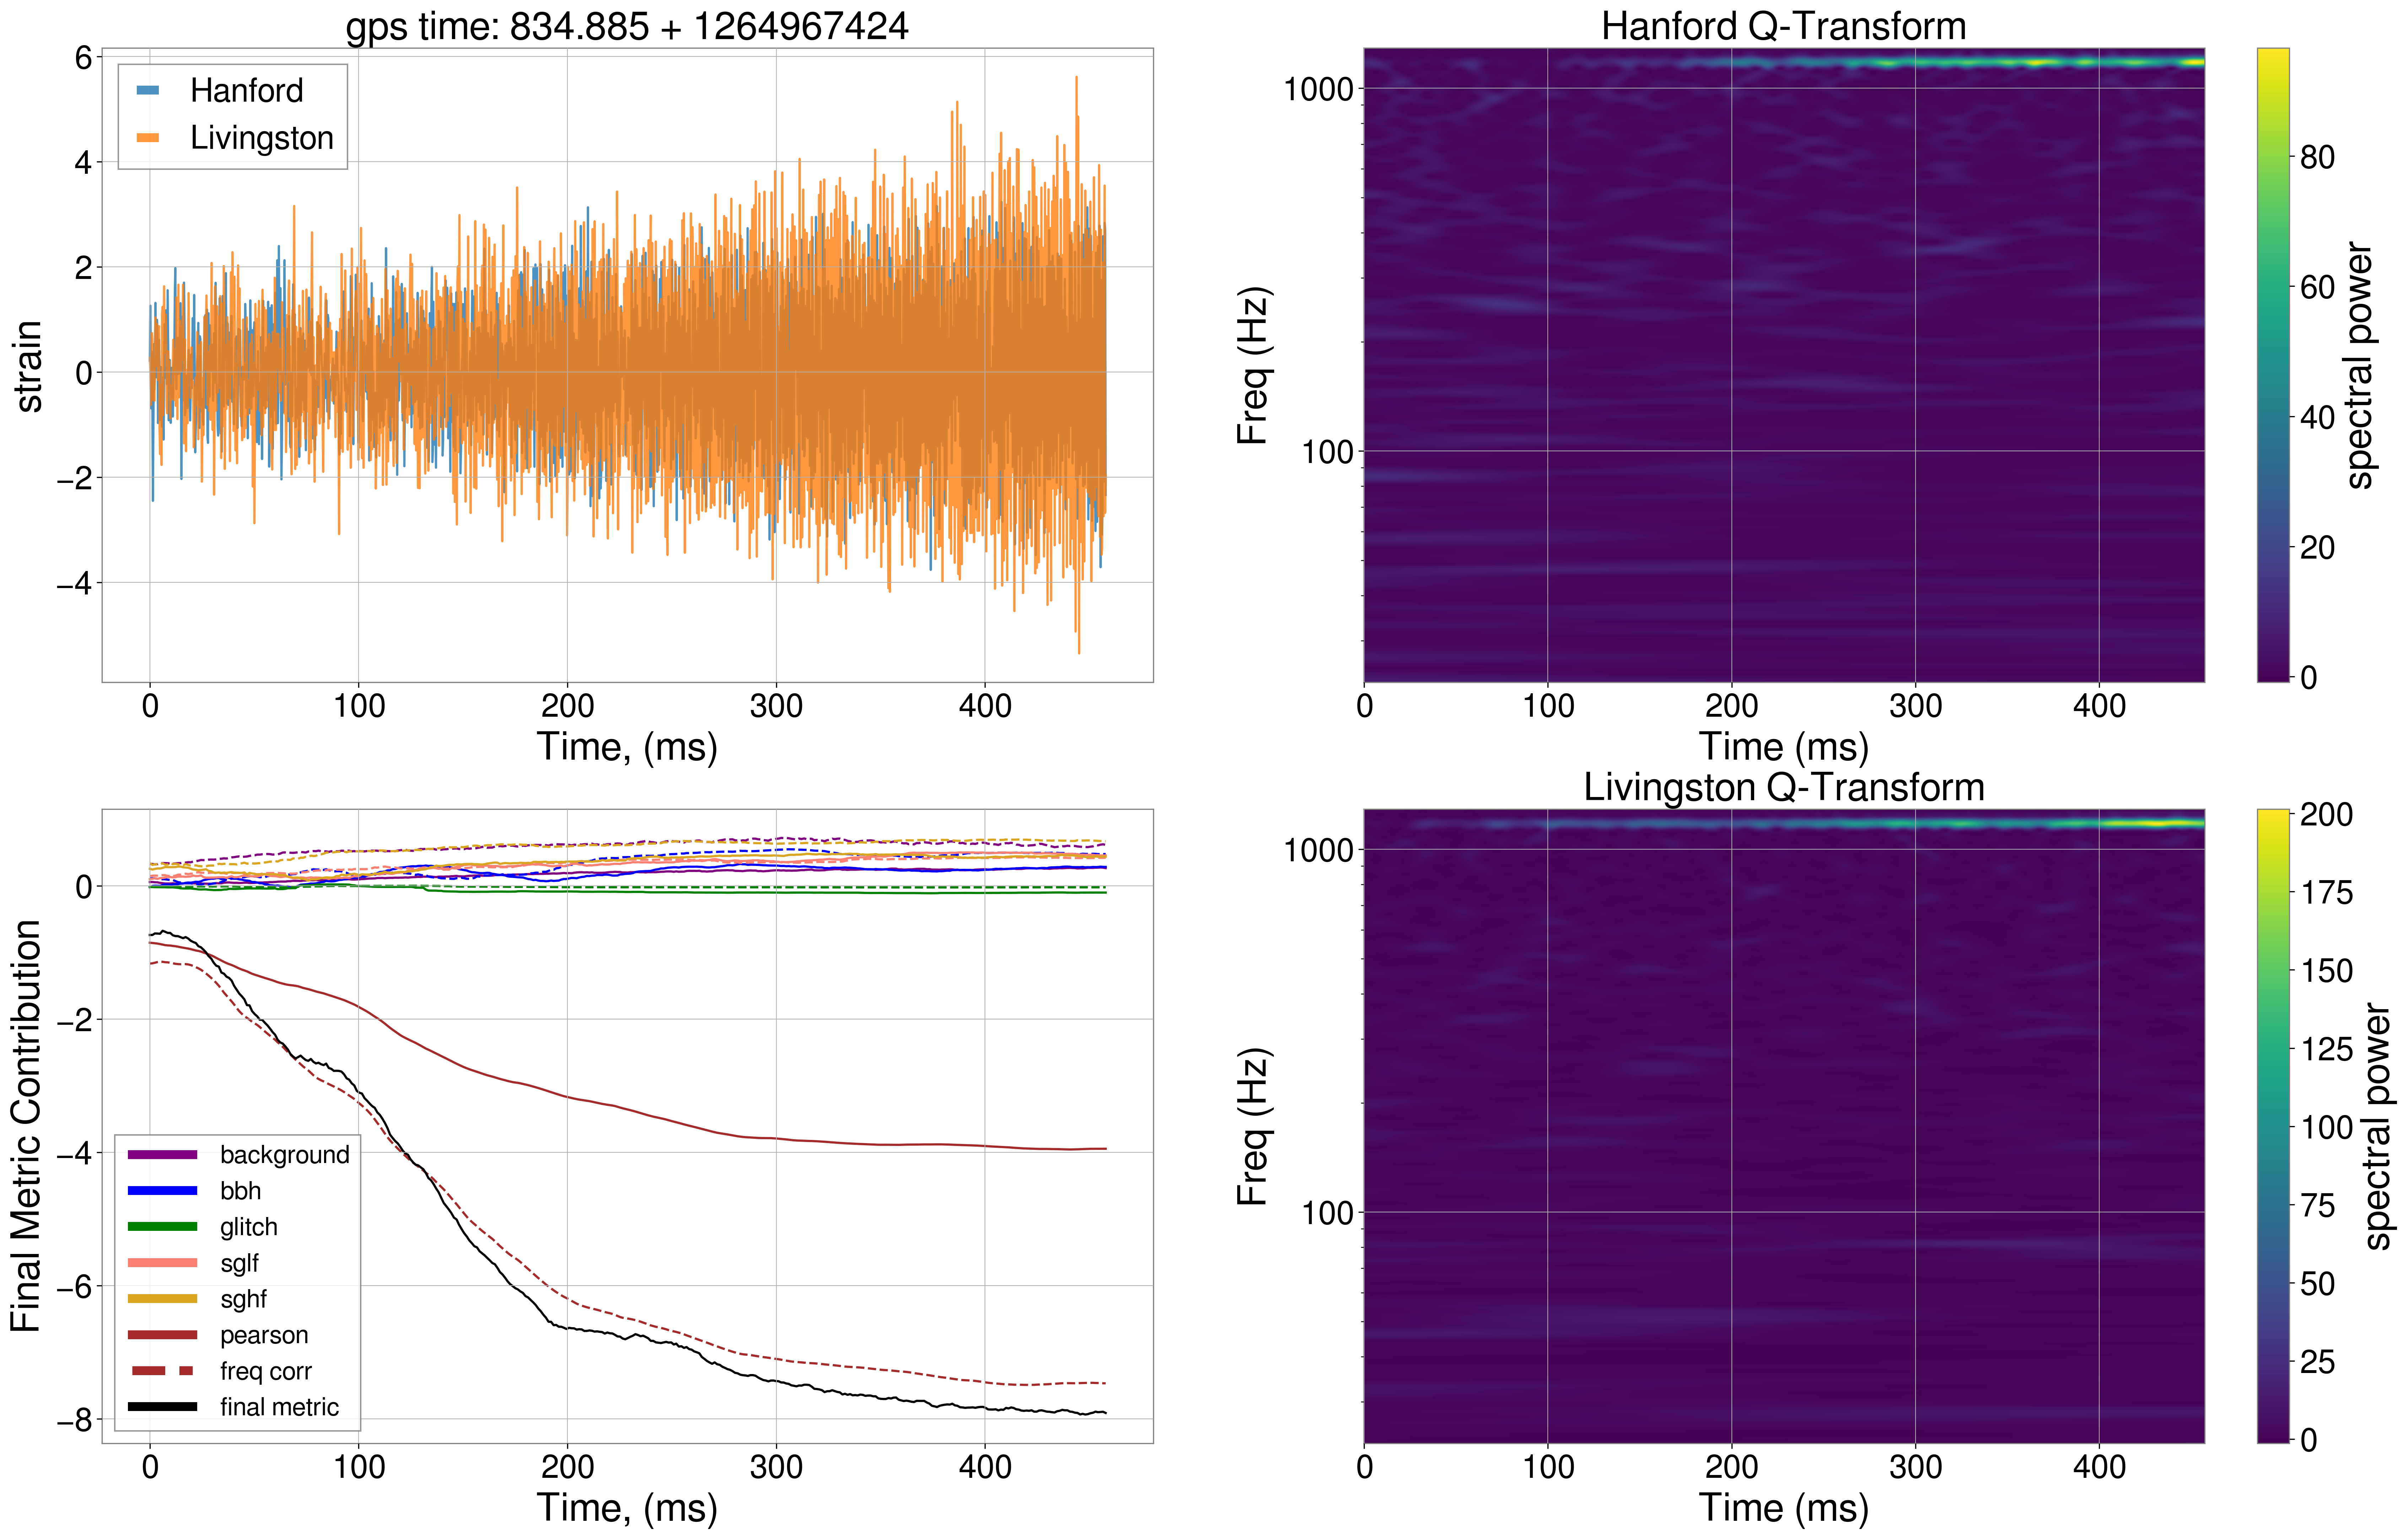 gps time: 834.885 + 1264967424
6
4
2
0
−2
−4
strain
Hanford
Livingston
0 100 200 300 400
Time, (ms)
Hanford Q-Transform
1000
100
Freq (Hz)
0 100 200 300 400
Time (ms)
80
60
40
20
0
spectral power
0
−2
−4
−6
−8
Final Metric Contribution
background
bbh
glitch
sglf
sghf
pearson
freq corr
final metric
0 100 200 300 400
Time, (ms)
Livingston Q-Transform
1000
100
Freq (Hz)
0 100 200 300 400
Time (ms)
200
175
150
125
100
75
50
25
0
spectral power